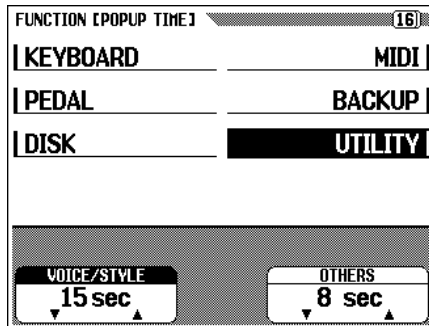 FUNCTION [POPUP TIME] 16
KEYBOARD MIDI
PEDAL BACKUP
DISK UTILITY
VOICE/STYLE OTHERS
15 sec 8 sec